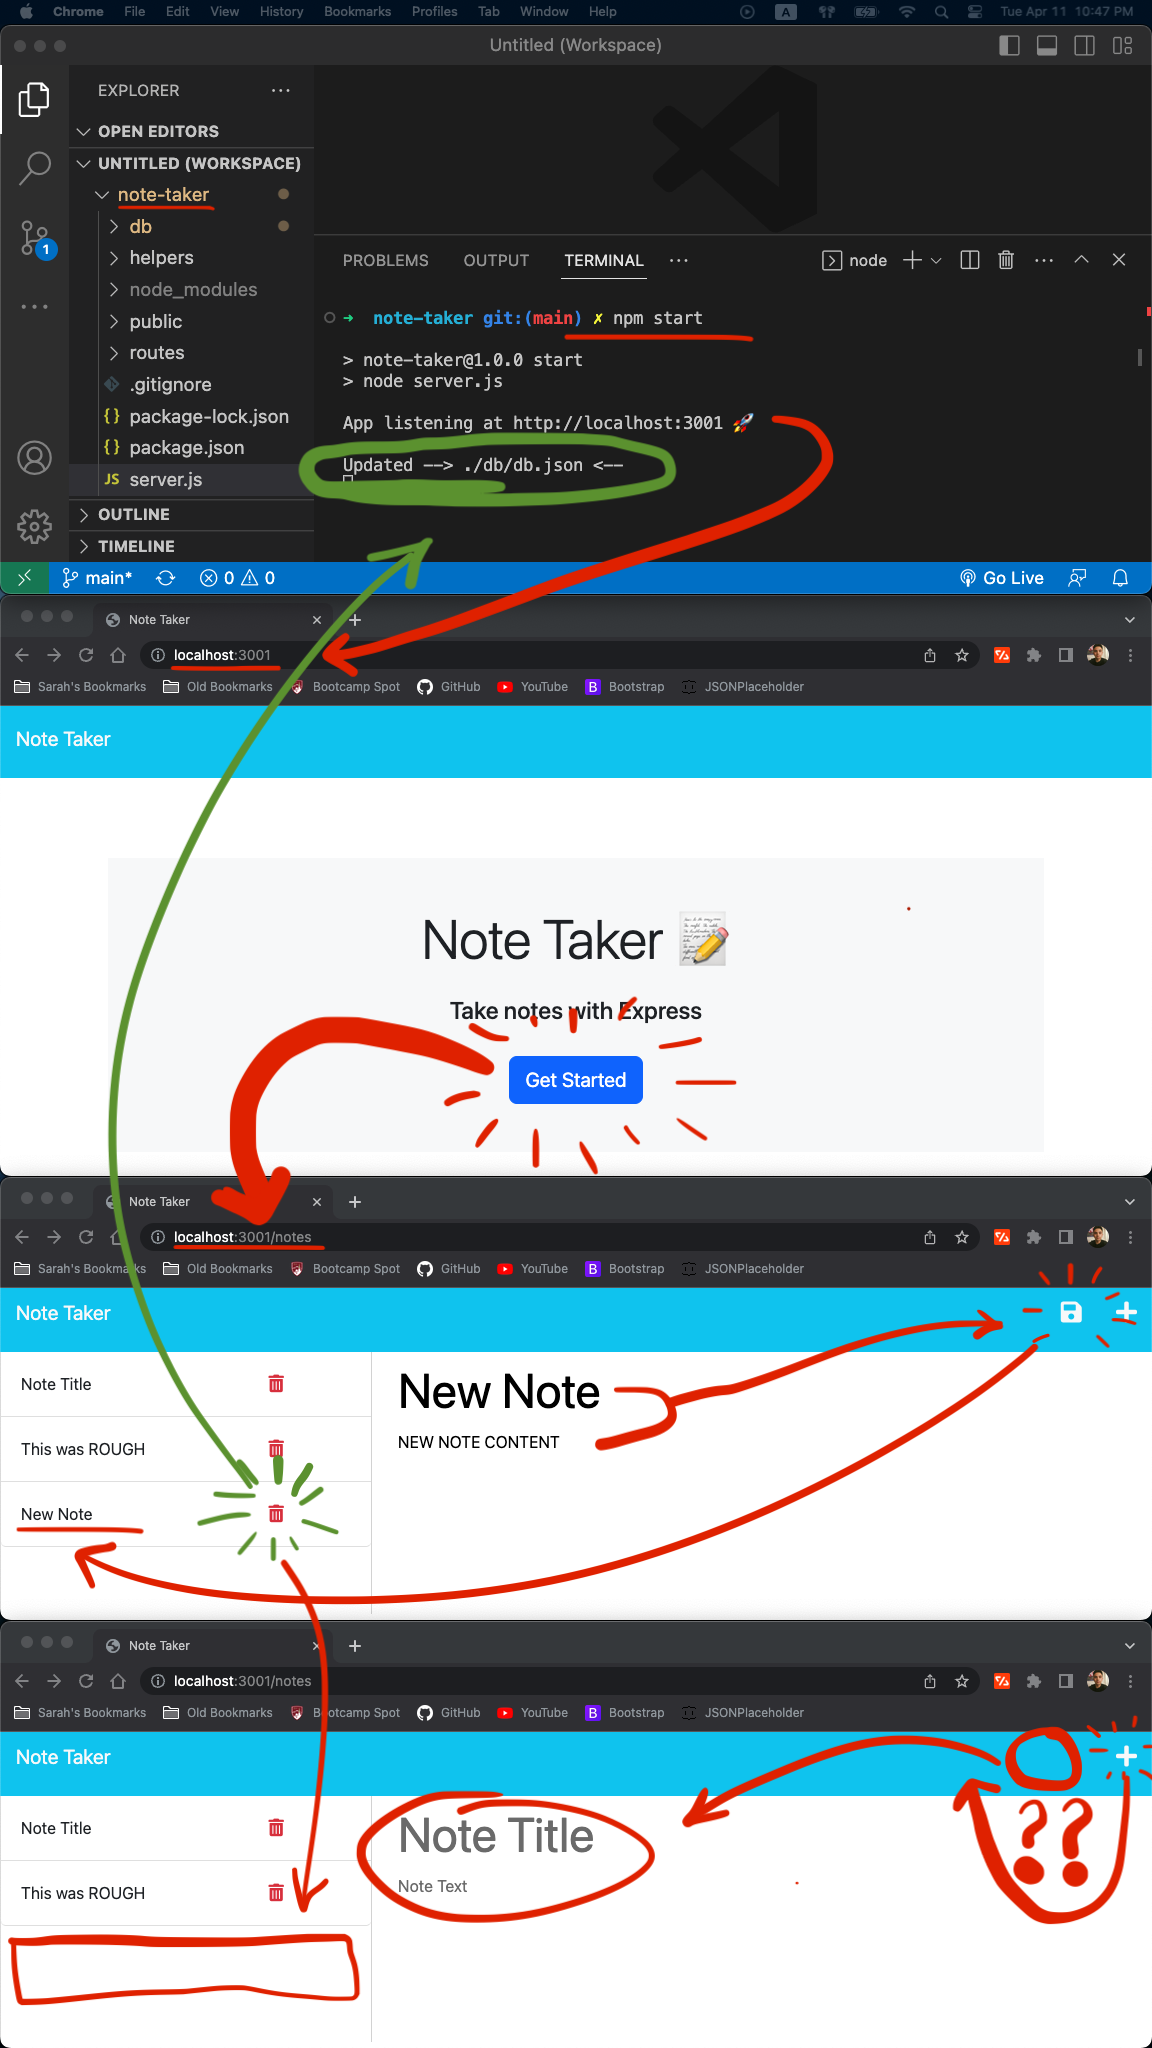 Chrome File Edit View History Bookmarks Profiles Tab Window Help A Tue Apr 11 10:47 PM
Untitled (Workspace)
EXPLORER
OPEN EDITORS
UNTITLED (WORKSPACE)
note-taker
db
helpers
node_modules
public
routes
.gitignore
{} package-lock.json
{} package.json
JS server.js
OUTLINE
TIMELINE
1
PROBLEMS OUTPUT TERMINAL ··· node
→ note-taker git:(main) ✗ npm start
> note-taker@1.0.0 start
> node server.js
App listening at http://localhost:3001 🚀
Updated --> ./db/db.json <--
main* 0 0 Go Live
Note Taker
localhost:3001
Sarah's Bookmarks Old Bookmarks Bootcamp Spot GitHub YouTube B Bootstrap JSONPlaceholder
Note Taker
Note Taker 📝
Take notes with Express
Get Started
Note Taker
localhost:3001/notes
Sarah's Bookmarks Old Bookmarks Bootcamp Spot GitHub YouTube B Bootstrap JSONPlaceholder
Note Taker
Note Title
This was ROUGH
New Note
New Note
NEW NOTE CONTENT
Note Taker
localhost:3001/notes
Sarah's Bookmarks Old Bookmarks Bootcamp Spot GitHub YouTube B Bootstrap JSONPlaceholder
Note Taker
??
Note Title
This was ROUGH
Note Title
Note Text